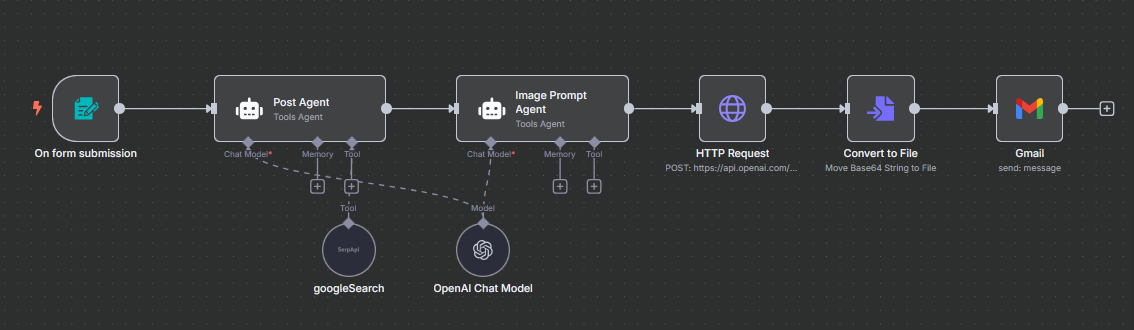 Post Agent
Tools Agent
Image Prompt
Agent
Tools Agent
Chat Model*
Memory
Tool
Chat Model*
Memory
Tool
On form submission
HTTP Request
POST: https://api.openai.com/...
Convert to File
Move Base64 String to File
Gmail
send: message
Tool
Model
SerpApi
googleSearch
OpenAI Chat Model